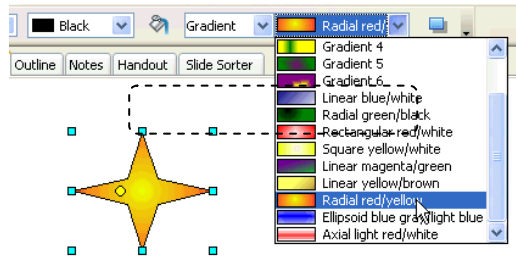 Black Gradient Radial red/
Outline Notes Handout Slide Sorter
Gradient 4
Gradient 5
Gradient 6
Linear blue/white
Radial green/black
Rectangular red/white
Square yellow/white
Linear magenta/green
Linear yellow/brown
Radial red/yellow
Ellipsoid blue gray/light blue
Axial light red/white